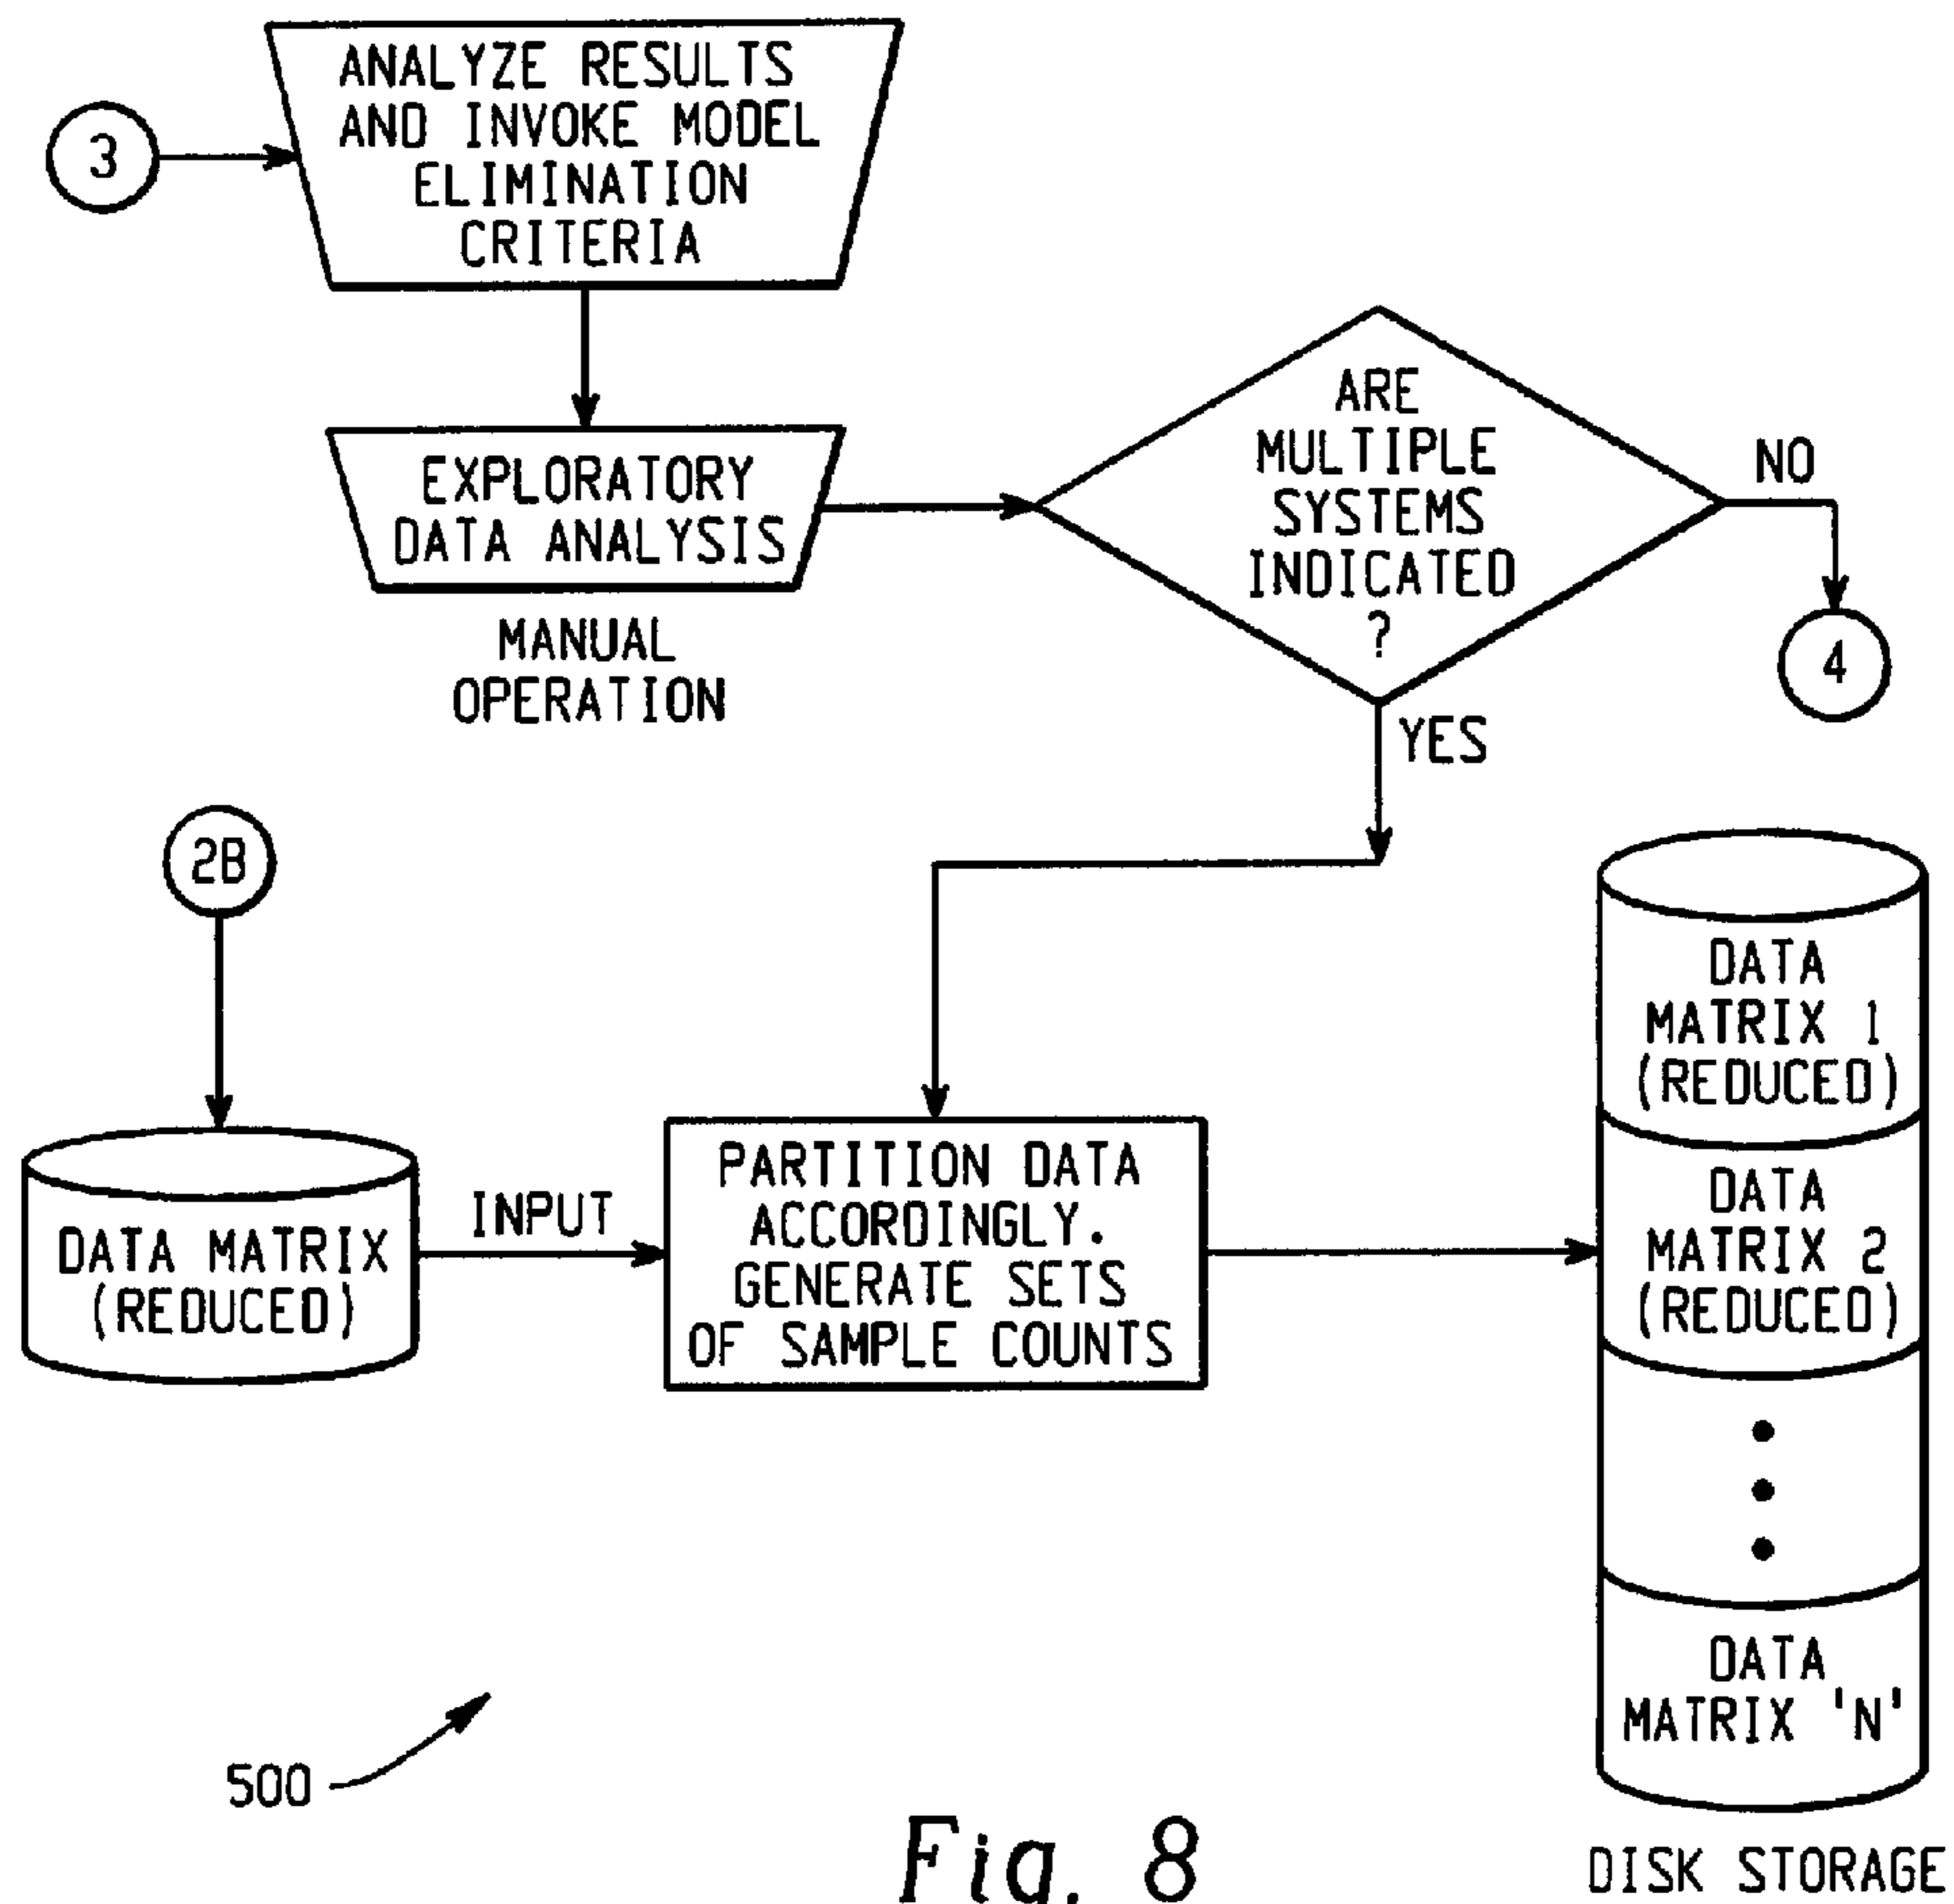 3
ANALYZE RESULTS
AND INVOKE MODEL
ELIMINATION
CRITERIA
EXPLORATORY
DATA ANALYSIS
MANUAL
OPERATION
ARE
MULTIPLE
SYSTEMS
INDICATED
?
NO
4
YES
2B
DATA MATRIX
(REDUCED)
INPUT
PARTITION DATA
ACCORDINGLY.
GENERATE SETS
OF SAMPLE COUNTS
DATA
MATRIX 1
(REDUCED)
DATA
MATRIX 2
(REDUCED)
DATA
MATRIX 'N'
DISK STORAGE
500
Fig. 8